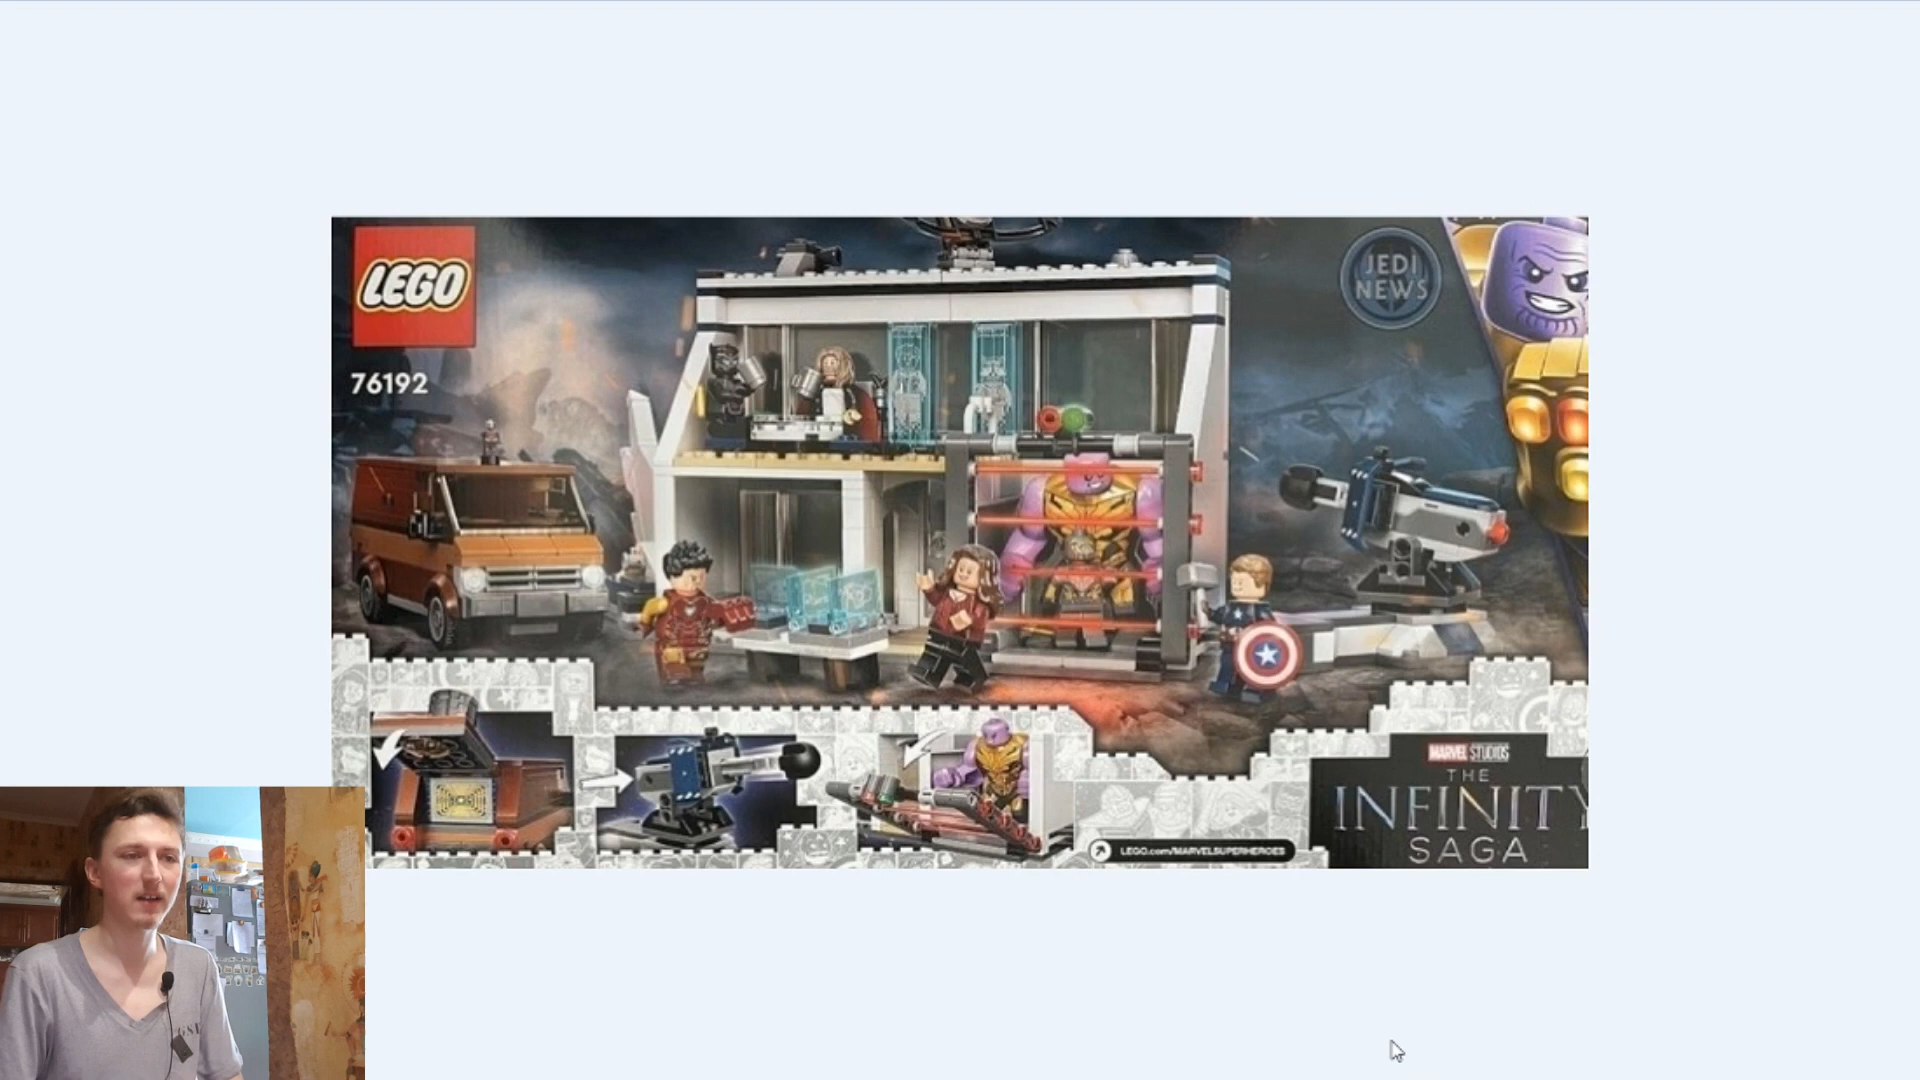 LEGO
JEDI
NEWS
76192
MARVEL STUDIOS
THE
INFINITY
SAGA
LEGO.com/MARVELSUPERHEROES